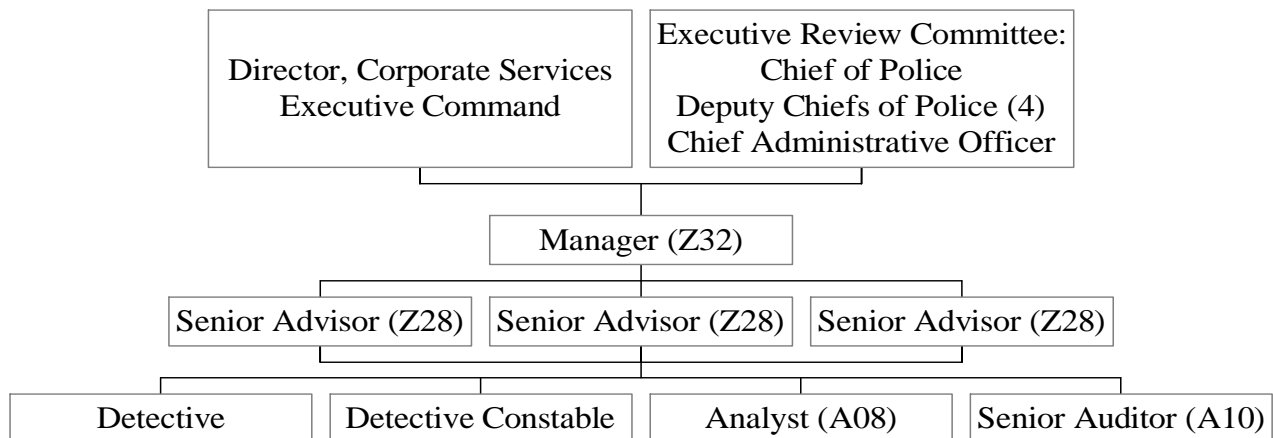 Director, Corporate Services
Executive Command
Executive Review Committee:
Chief of Police
Deputy Chiefs of Police (4)
Chief Administrative Officer
Manager (Z32)
Senior Advisor (Z28)
Senior Advisor (Z28)
Senior Advisor (Z28)
Detective
Detective Constable
Analyst (A08)
Senior Auditor (A10)